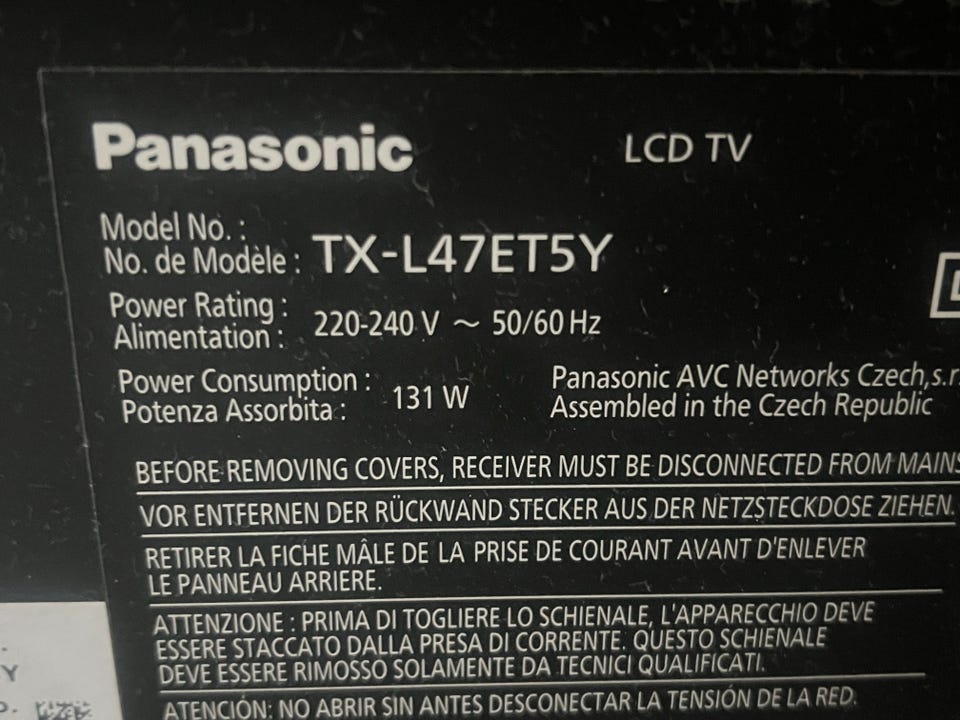 Panasonic
LCD TV
Model No. :
No. de Modèle : TX-L47ET5Y
Power Rating :
Alimentation : 220-240 V ~ 50/60 Hz
Power Consumption :
Potenza Assorbita : 131 W
Panasonic AVC Networks Czech,s.r
Assembled in the Czech Republic
BEFORE REMOVING COVERS, RECEIVER MUST BE DISCONNECTED FROM MAINS
VOR ENTFERNEN DER RÜCKWAND STECKER AUS DER NETZSTECKDOSE ZIEHEN.
RETIRER LA FICHE MÂLE DE LA PRISE DE COURANT AVANT D'ENLEVER
LE PANNEAU ARRIERE.
ATTENZIONE : PRIMA DI TOGLIERE LO SCHIENALE, L'APPARECCHIO DEVE
ESSERE STACCATO DALLA PRESA DI CORRENTE. QUESTO SCHIENALE
DEVE ESSERE RIMOSSO SOLAMENTE DA TECNICI QUALIFICATI.
ATENCIÓN: NO ABRIR SIN ANTES DESCONECTAR LA TENSIÓN DE LA RED.
Y